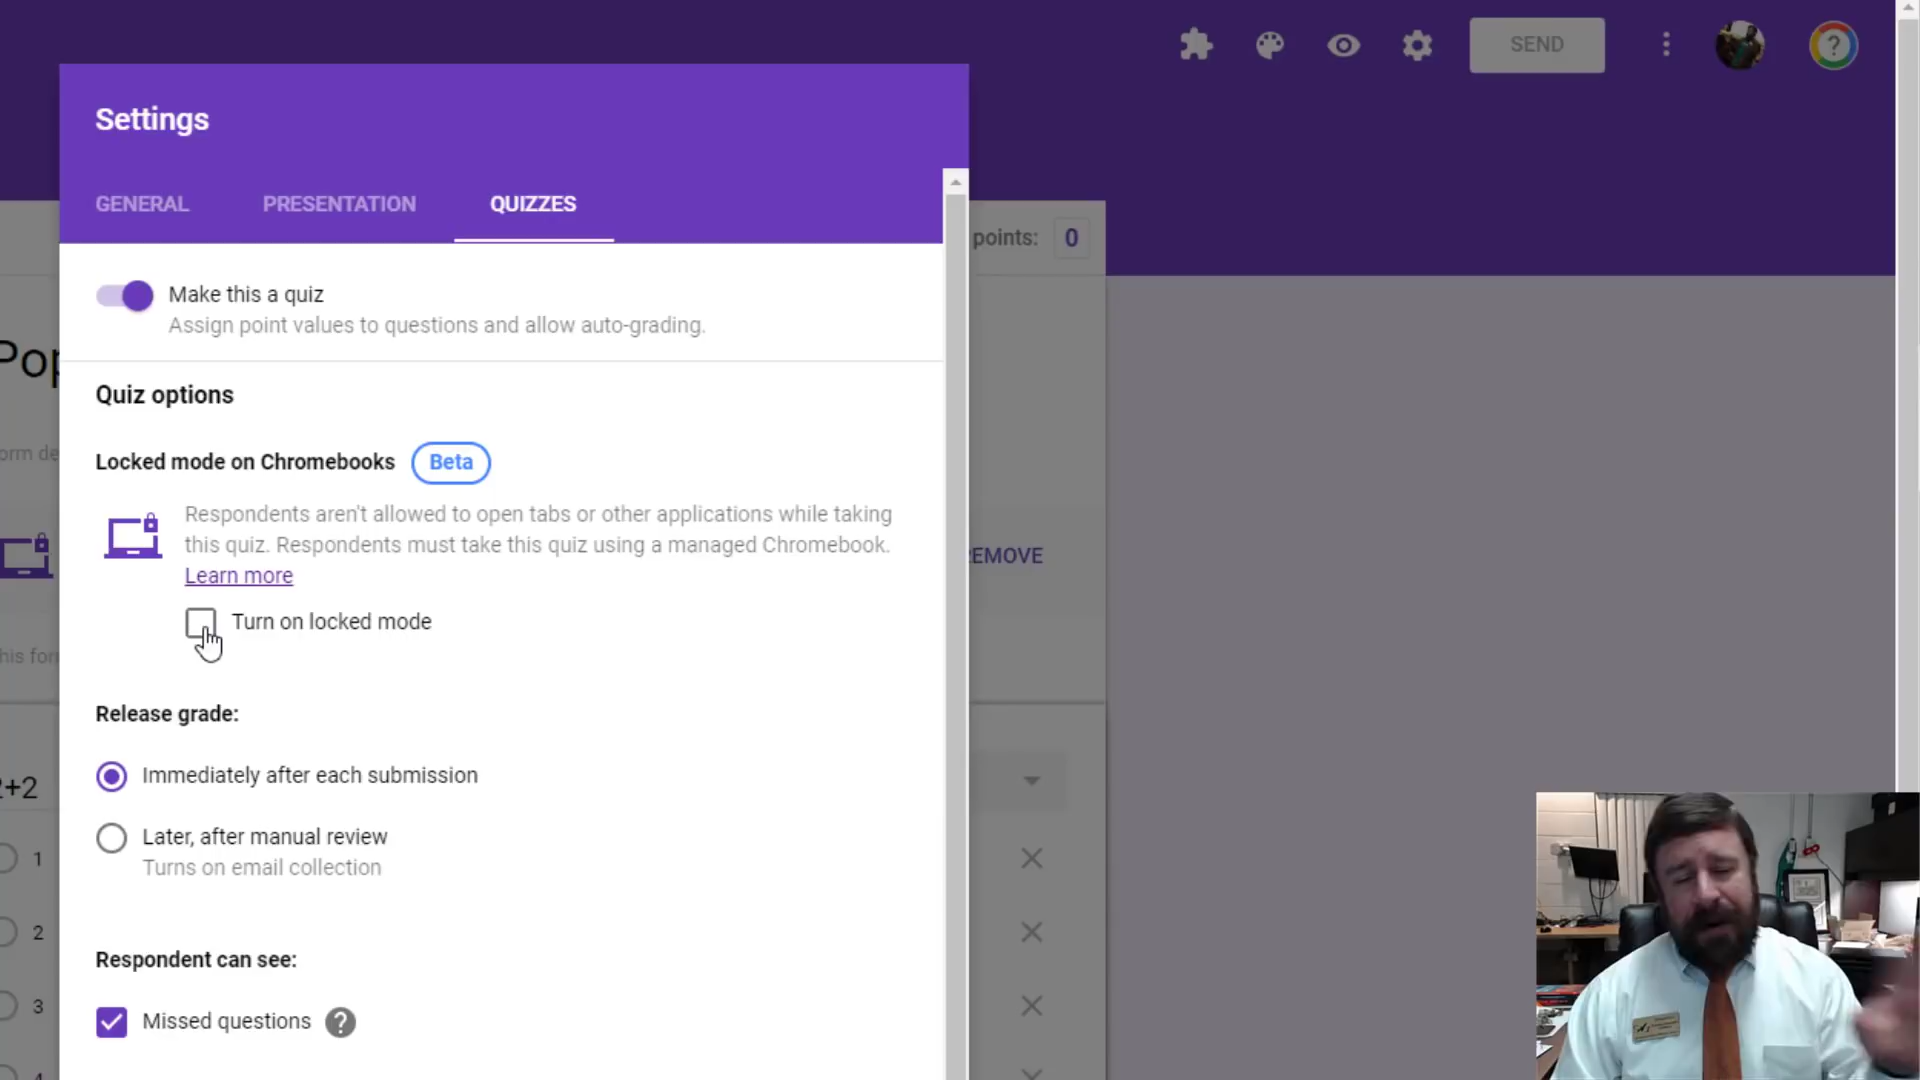 SEND
?
Settings
GENERAL PRESENTATION QUIZZES
points: 0
Make this a quiz
Assign point values to questions and allow auto-grading.
Pop
Quiz options
orm de
Locked mode on Chromebooks Beta
Respondents aren't allowed to open tabs or other applications while taking
this quiz. Respondents must take this quiz using a managed Chromebook.
Learn more
EMOVE
Turn on locked mode
his for
Release grade:
Immediately after each submission
2+2
Later, after manual review
Turns on email collection
1
2
Respondent can see:
3
Missed questions ?
4